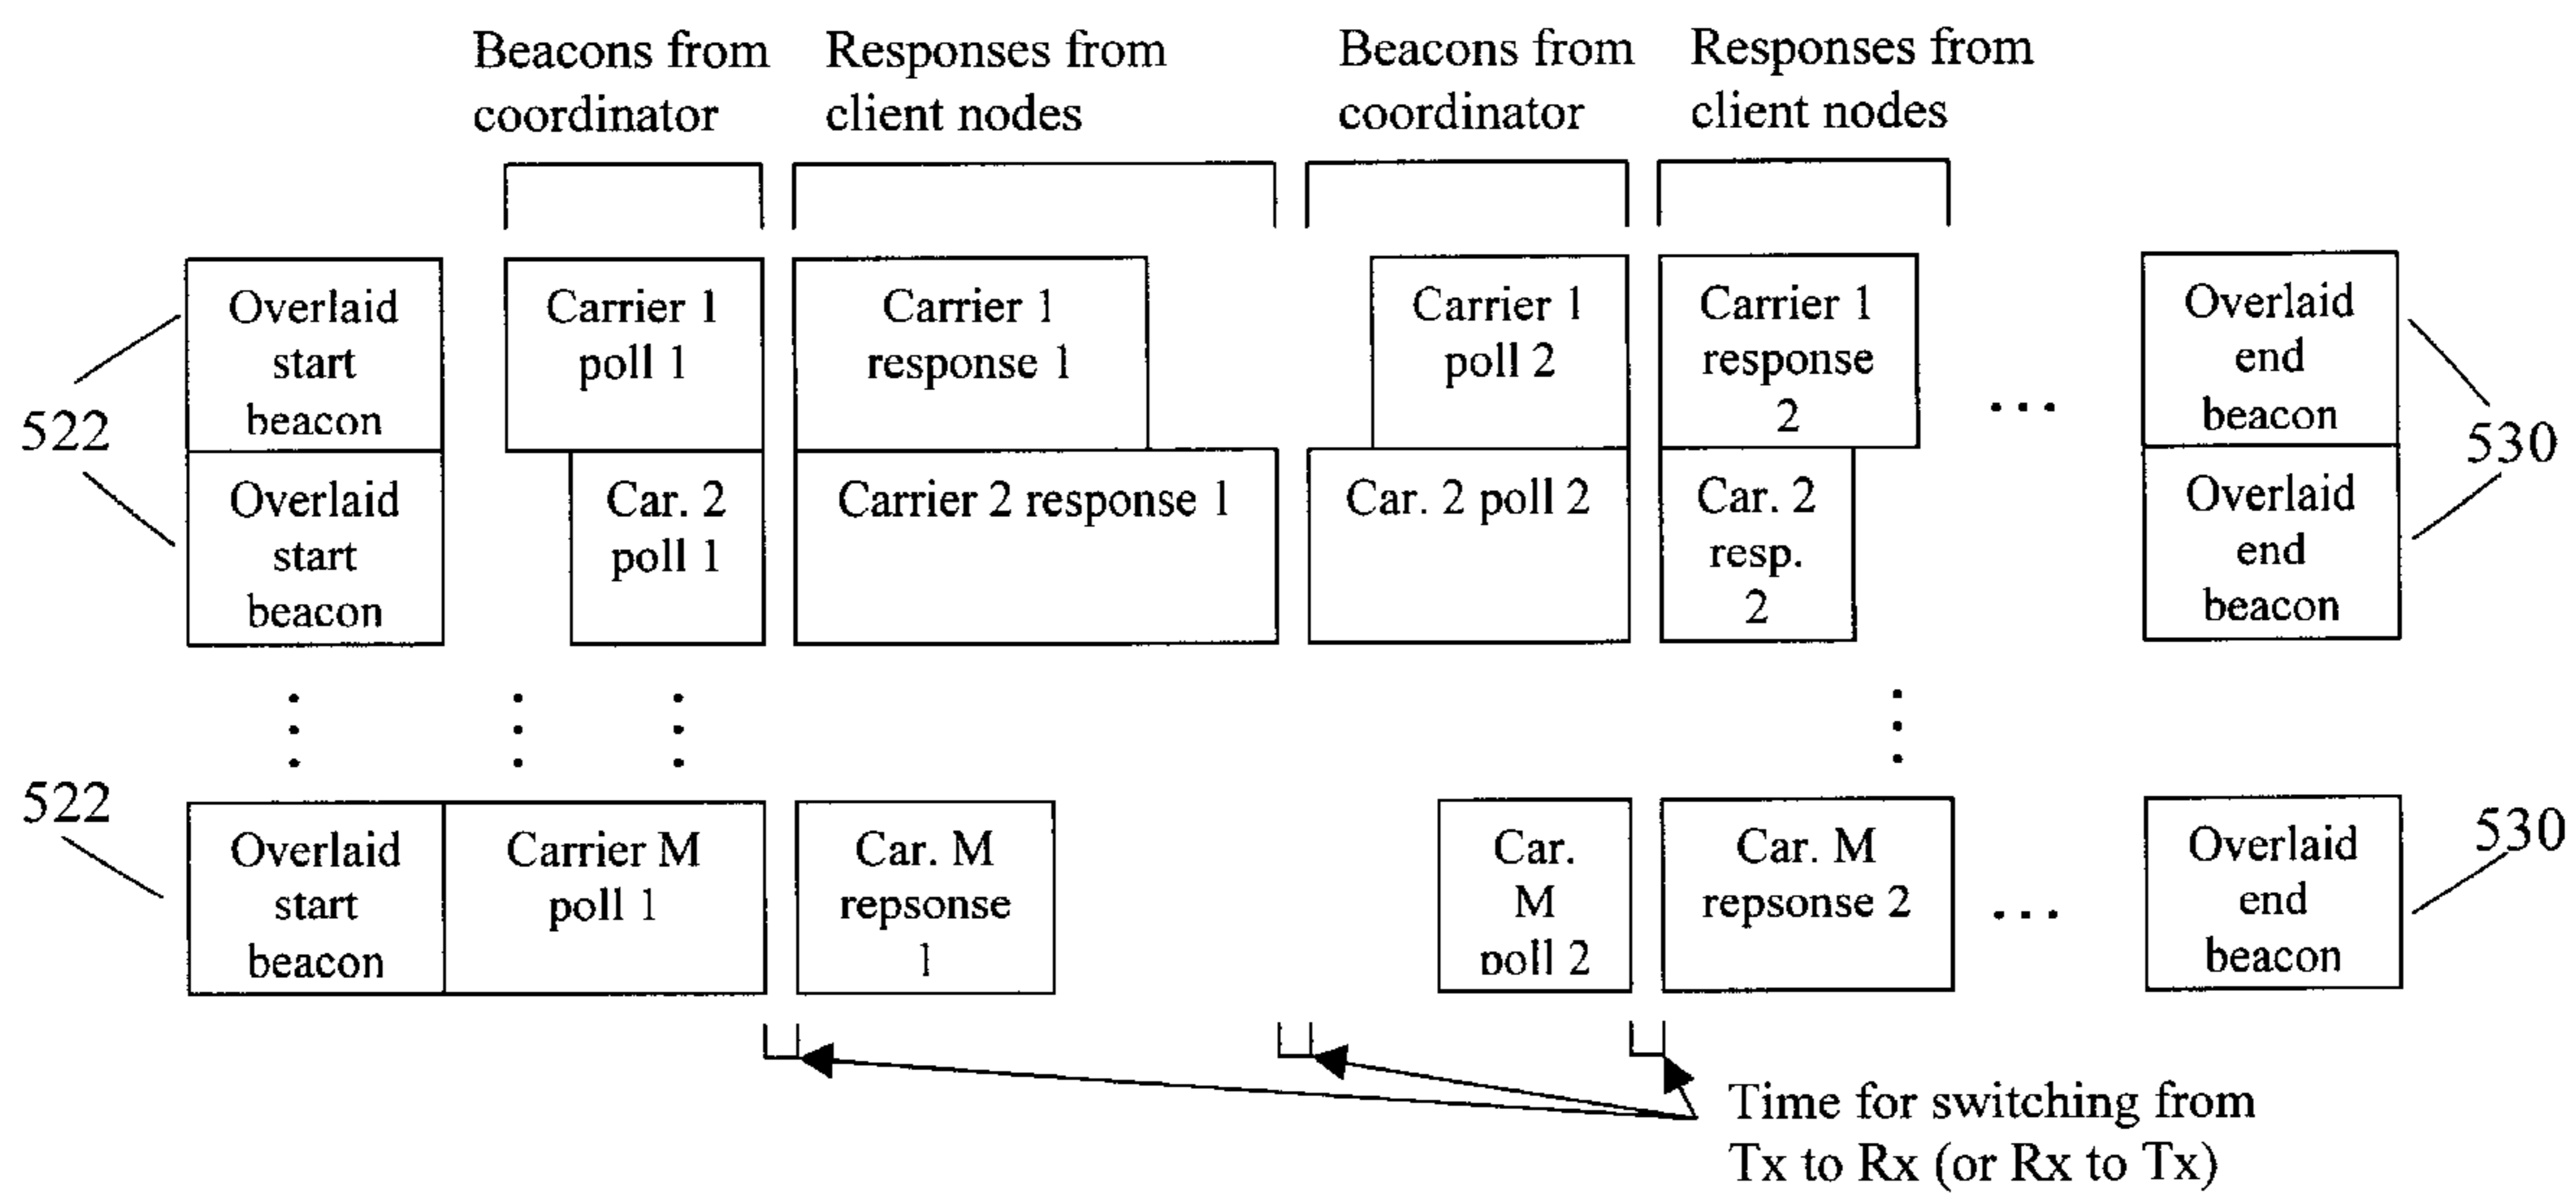 Beacons from
coordinator
Responses from
client nodes
Beacons from
coordinator
Responses from
client nodes
522
Overlaid
start
beacon
Carrier 1
poll 1
Carrier 1
response 1
Carrier 1
poll 2
Carrier 1
response
2
...
Overlaid
end
beacon
530
Overlaid
start
beacon
Car. 2
poll 1
Carrier 2 response 1
Car. 2 poll 2
Car. 2
resp.
2
Overlaid
end
beacon
522
Overlaid
start
beacon
Carrier M
poll 1
Car. M
repsonse
1
Car.
M
poll 2
Car. M
repsonse 2
...
Overlaid
end
beacon
530
Time for switching from
Tx to Rx (or Rx to Tx)